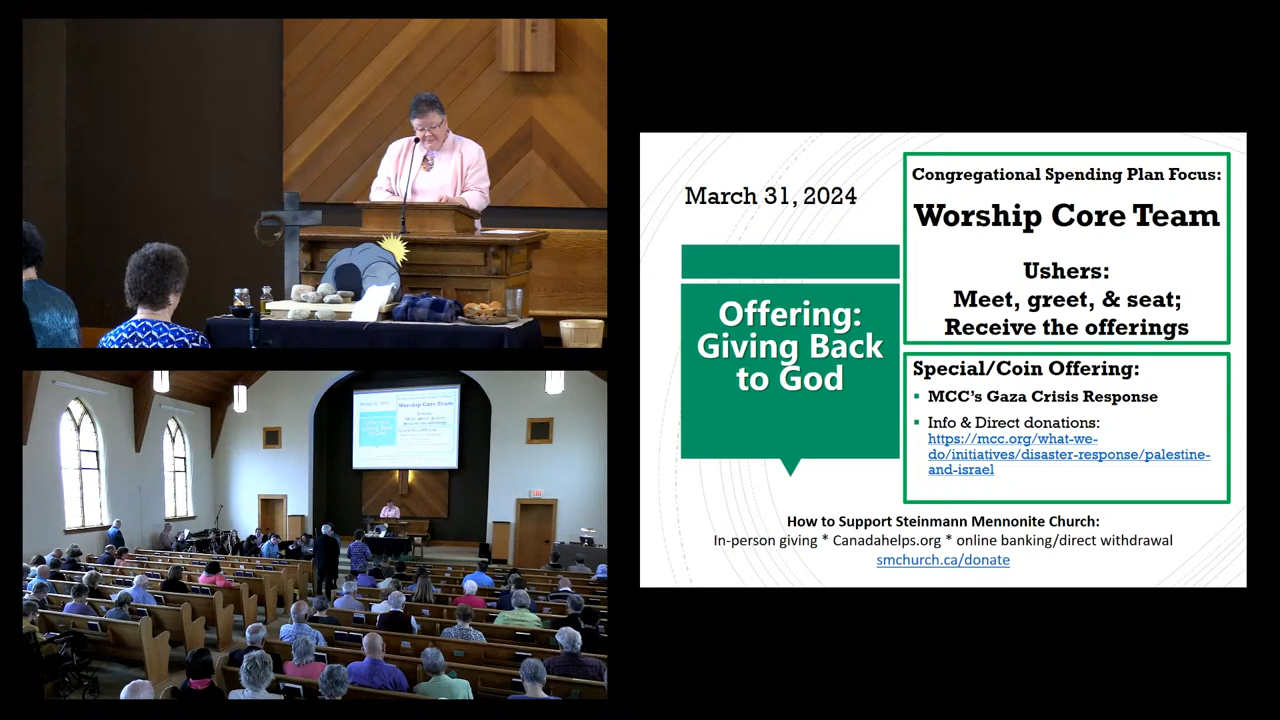 March 31, 2024
Offering:
Giving Back
to God
Congregational Spending Plan Focus:
Worship Core Team
Ushers:
Meet, greet, & seat;
Receive the offerings
Special/Coin Offering:
▪ MCC's Gaza Crisis Response
▪ Info & Direct donations:
https://mcc.org/what-we-
do/initiatives/disaster-response/palestine-
and-israel
How to Support Steinmann Mennonite Church:
In-person giving * Canadahelps.org * online banking/direct withdrawal
smchurch.ca/donate
Worship Core Team